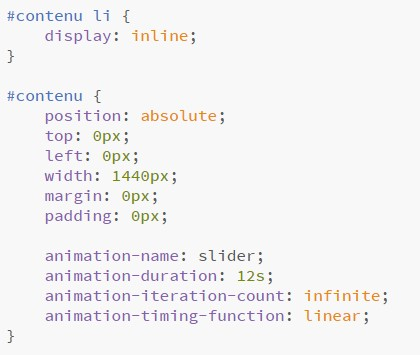 #contenu li {
    display: inline;
}

#contenu {
    position: absolute;
    top: 0px;
    left: 0px;
    width: 1440px;
    margin: 0px;
    padding: 0px;

    animation-name: slider;
    animation-duration: 12s;
    animation-iteration-count: infinite;
    animation-timing-function: linear;
}